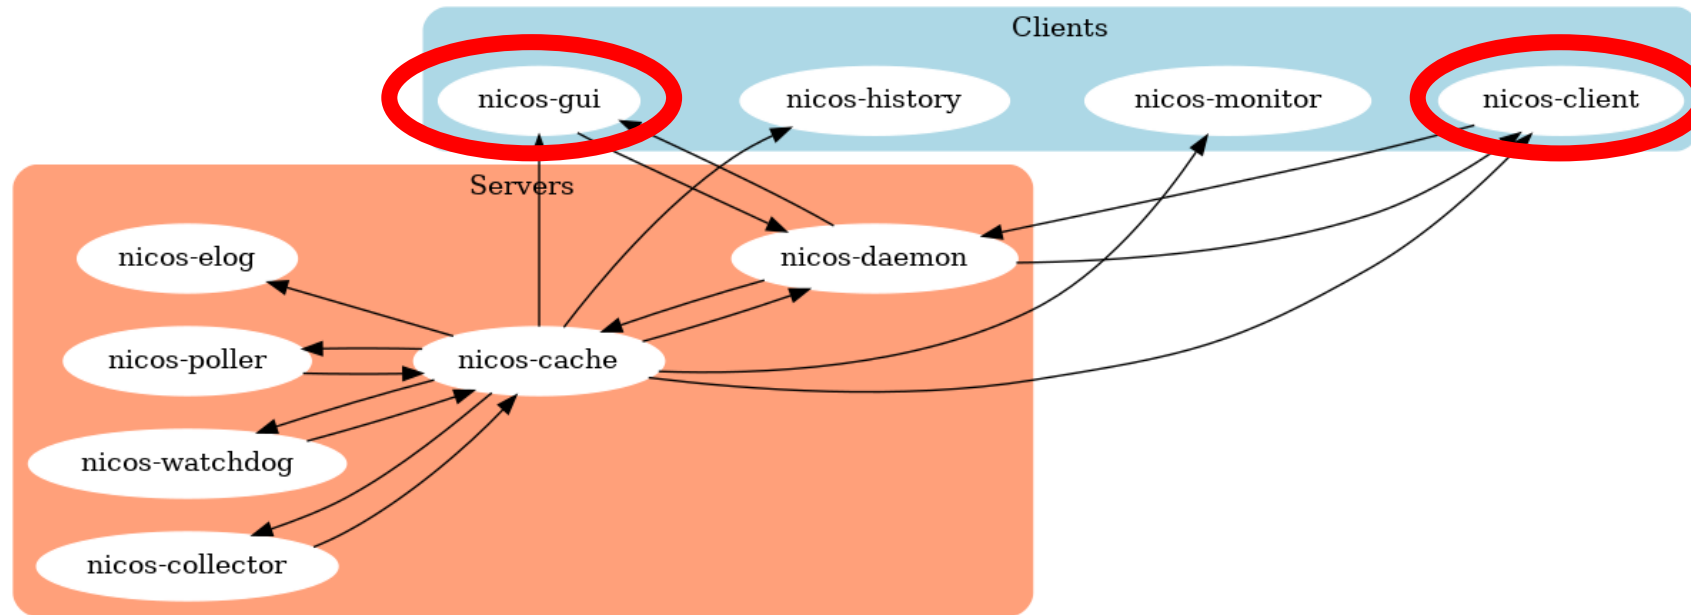 Clients
nicos-gui
nicos-history
nicos-monitor
nicos-client
Servers
nicos-elog
nicos-daemon
nicos-poller
nicos-cache
nicos-watchdog
nicos-collector